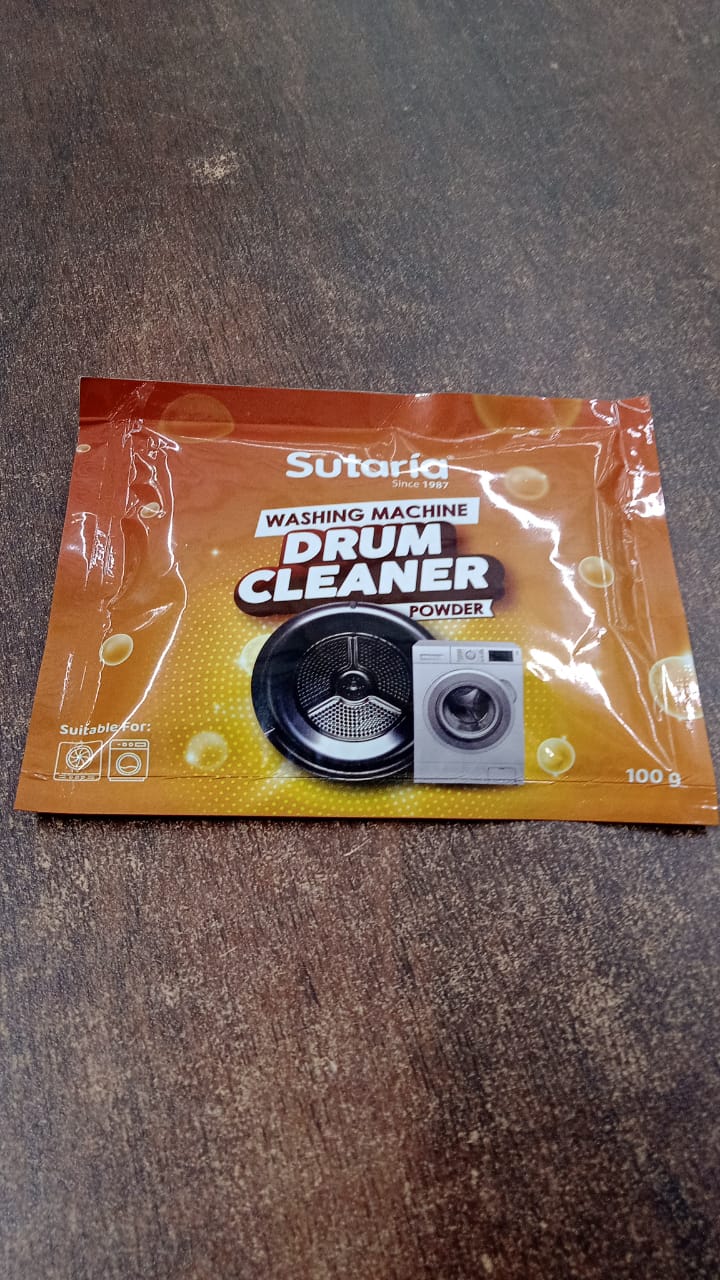 Sutaria
Since 1987
WASHING MACHINE
DRUM
CLEANER
POWDER
Suitable For:
100 g